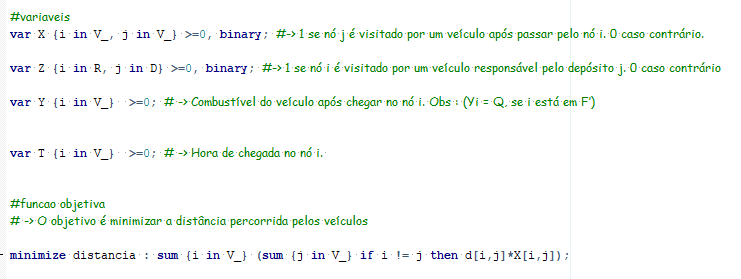 #variaveis
var X {i in V_, j in V_} >=0, binary; #-> 1 se nó j é visitado por um veículo após passar pelo nó i. 0 caso contrário.
var Z {i in R, j in D} >=0, binary; #-> 1 se nó i é visitado por um veículo responsável pelo depósito j. 0 caso contrário
var Y {i in V_} >=0; # -> Combustível do veículo após chegar no nó i. Obs : (Yi = Q, se i está em F')
var T {i in V_} >=0; # -> Hora de chegada no nó i.
#funcao objetiva
# -> O objetivo é minimizar a distância percorrida pelos veículos
minimize distancia : sum {i in V_} (sum {j in V_} if i != j then d[i,j]*X[i,j]);